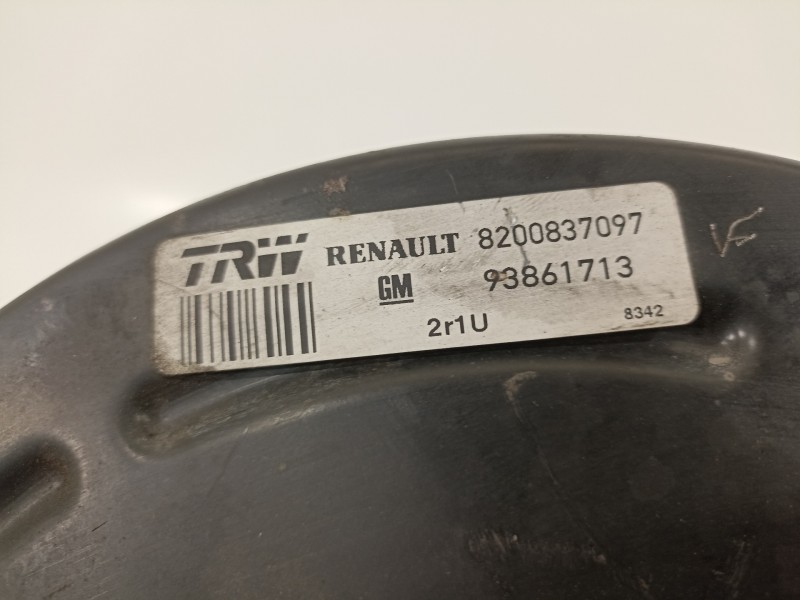 TRW RENAULT 8200837097
GM 93861713
2r1U 8342